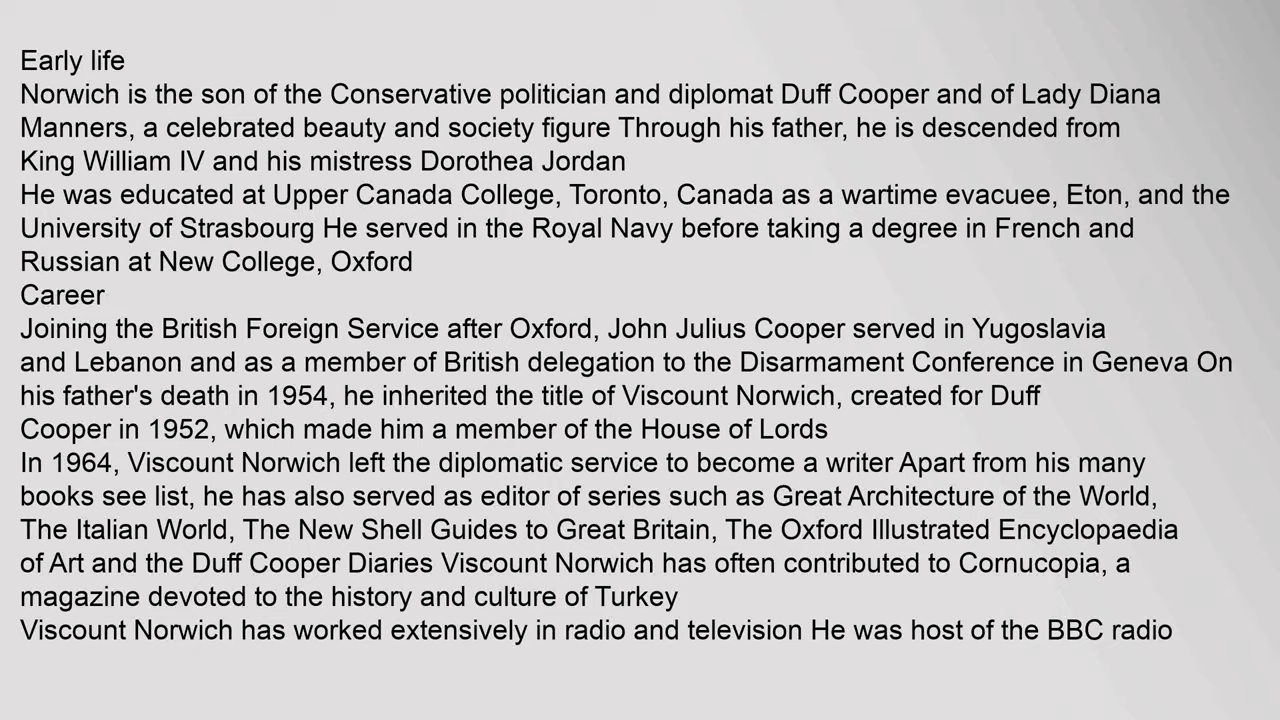 Early life
Norwich is the son of the Conservative politician and diplomat Duff Cooper and of Lady Diana
Manners, a celebrated beauty and society figure Through his father, he is descended from
King William IV and his mistress Dorothea Jordan
He was educated at Upper Canada College, Toronto, Canada as a wartime evacuee, Eton, and the
University of Strasbourg He served in the Royal Navy before taking a degree in French and
Russian at New College, Oxford
Career
Joining the British Foreign Service after Oxford, John Julius Cooper served in Yugoslavia
and Lebanon and as a member of British delegation to the Disarmament Conference in Geneva On
his father's death in 1954, he inherited the title of Viscount Norwich, created for Duff
Cooper in 1952, which made him a member of the House of Lords
In 1964, Viscount Norwich left the diplomatic service to become a writer Apart from his many
books see list, he has also served as editor of series such as Great Architecture of the World,
The Italian World, The New Shell Guides to Great Britain, The Oxford Illustrated Encyclopaedia
of Art and the Duff Cooper Diaries Viscount Norwich has often contributed to Cornucopia, a
magazine devoted to the history and culture of Turkey
Viscount Norwich has worked extensively in radio and television He was host of the BBC radio